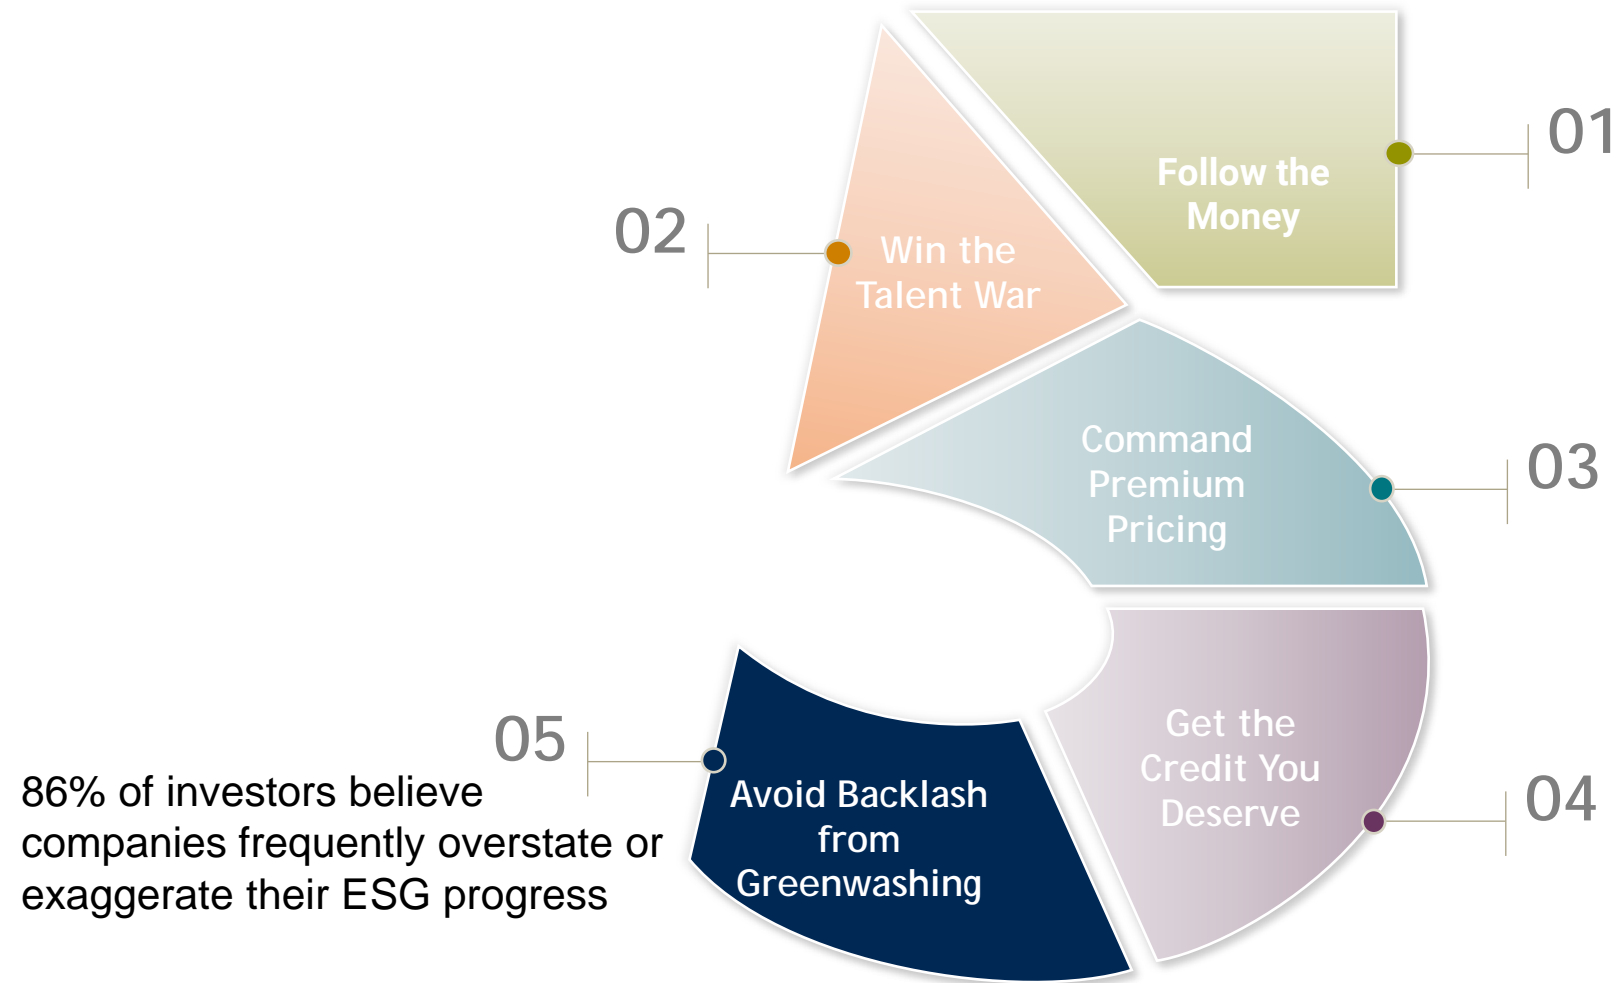 01
Follow the
Money
02
Win the
Talent War
03
Command
Premium
Pricing
04
Get the
Credit You
Deserve
05
Avoid Backlash
from
Greenwashing
86% of investors believe
companies frequently overstate or
exaggerate their ESG progress